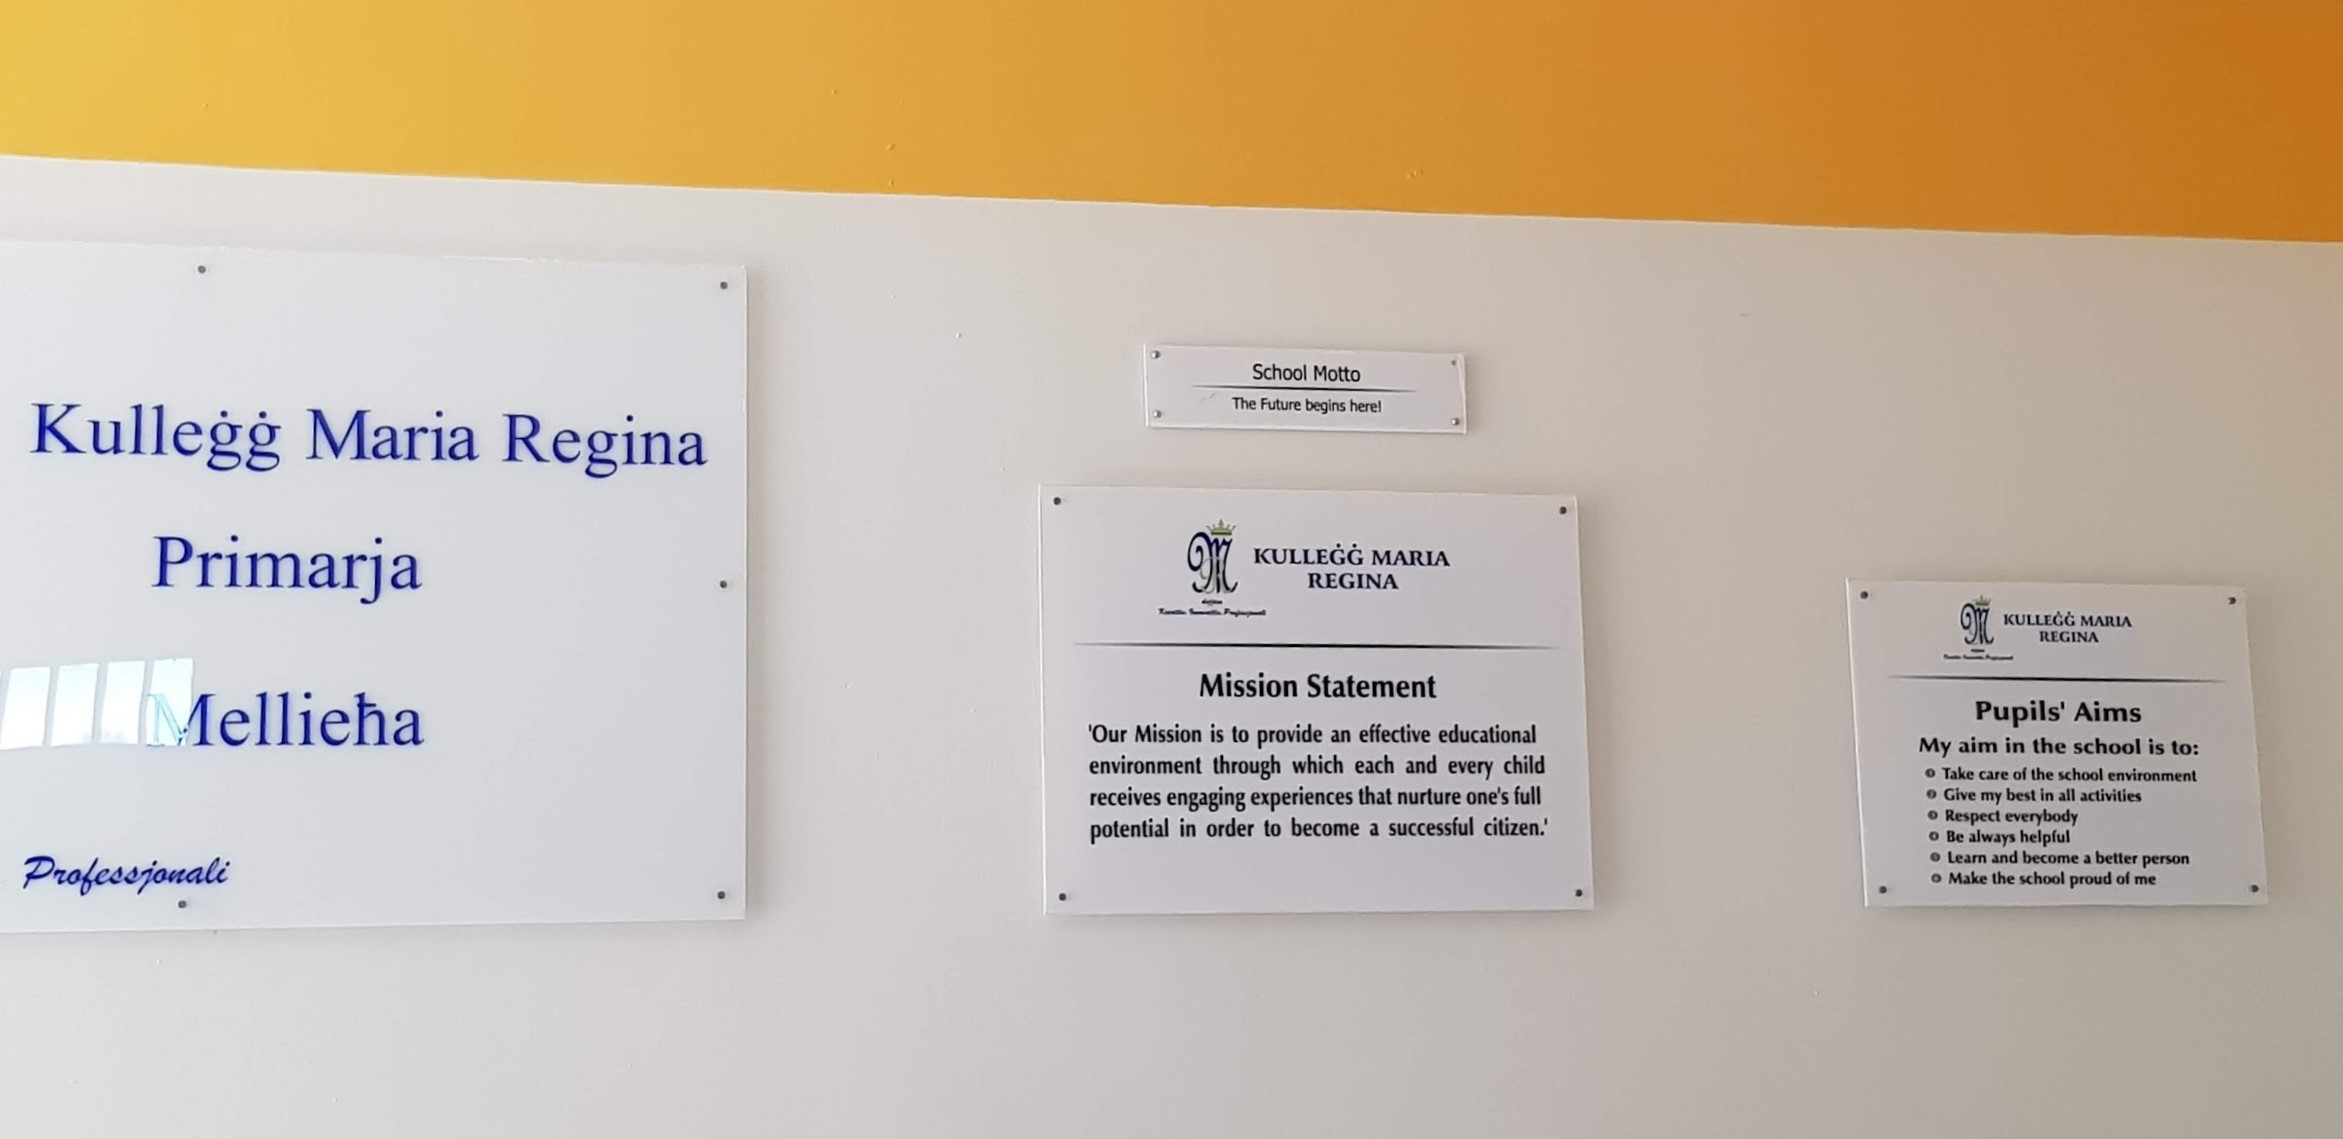 Kulleġġ Maria Regina
Primarja
Mellieħa
Professjonali
School Motto
The Future begins here!
KULLEĠĠ MARIA
REGINA
Mission Statement
'Our Mission is to provide an effective educational
environment through which each and every child
receives engaging experiences that nurture one's full
potential in order to become a successful citizen.'
KULLEĠĠ MARIA
REGINA
Pupils' Aims
My aim in the school is to:
Take care of the school environment
Give my best in all activities
Respect everybody
Be always helpful
Learn and become a better person
Make the school proud of me